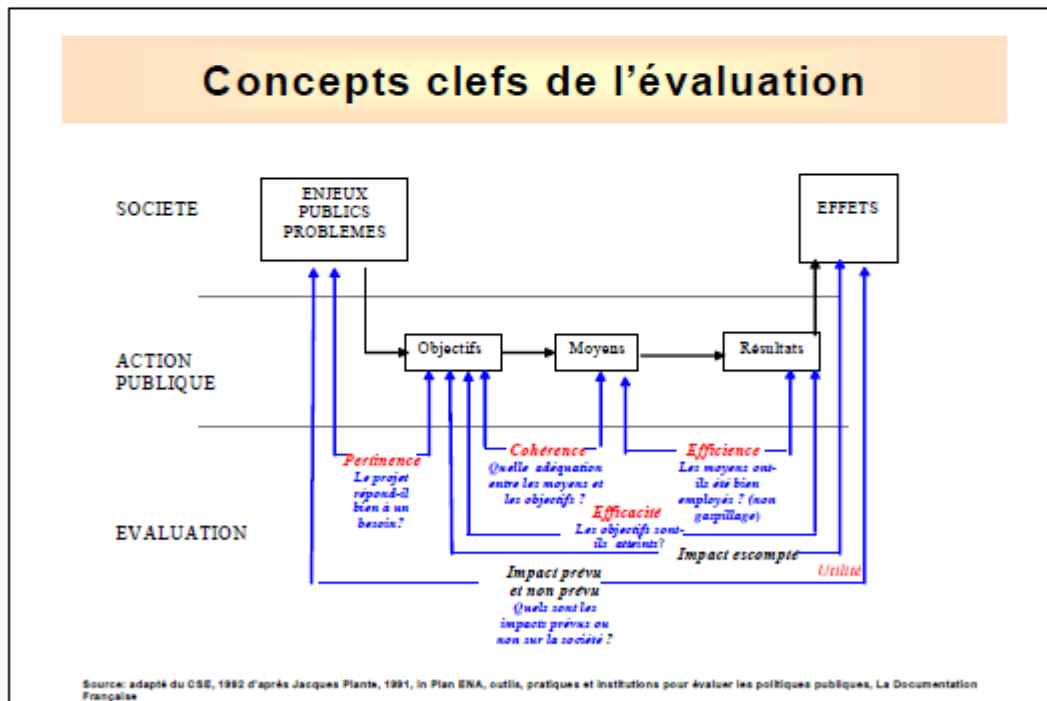 Concepts clefs de l'évaluation
SOCIETE
ENJEUX
PUBLICS
PROBLEMES
EFFETS
ACTION
PUBLIQUE
Objectifs
Moyens
Résultats
EVALUATION
Pertinence
Le projet
répond-il
bien à un
besoin?
Cohérence
Quelle adéquation
entre les moyens et
les objectifs ?
Efficience
Les moyens ont-
ils été bien
employés ? (non
gaspillage)
Efficacité
Les objectifs sont-
ils atteints?
Impact escompté
Utilité
Impact prévu
et non prévu
Quels sont les
impacts prévus ou
non sur la société ?
Source: adapté du CSE, 1992 d'après Jacques Plante, 1991, in Plan ENA, outils, pratiques et institutions pour évaluer les politiques publiques, La Documentation
Française